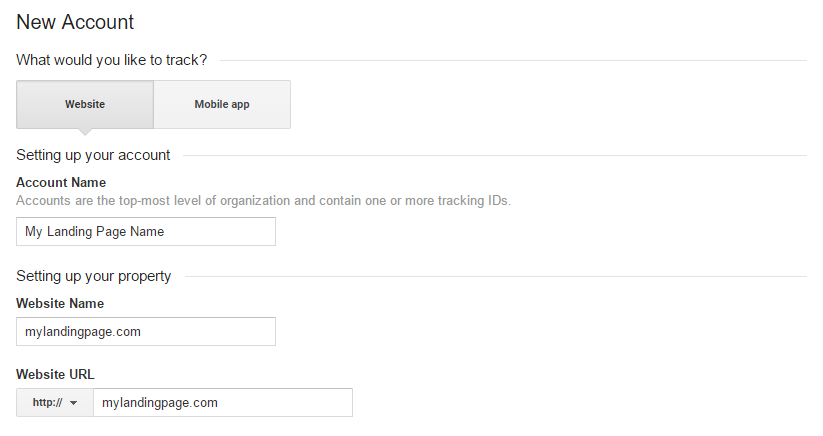 New Account
What would you like to track?
Website Mobile app
Setting up your account
Account Name
Accounts are the top-most level of organization and contain one or more tracking IDs.
My Landing Page Name
Setting up your property
Website Name
mylandingpage.com
Website URL
http:// mylandingpage.com